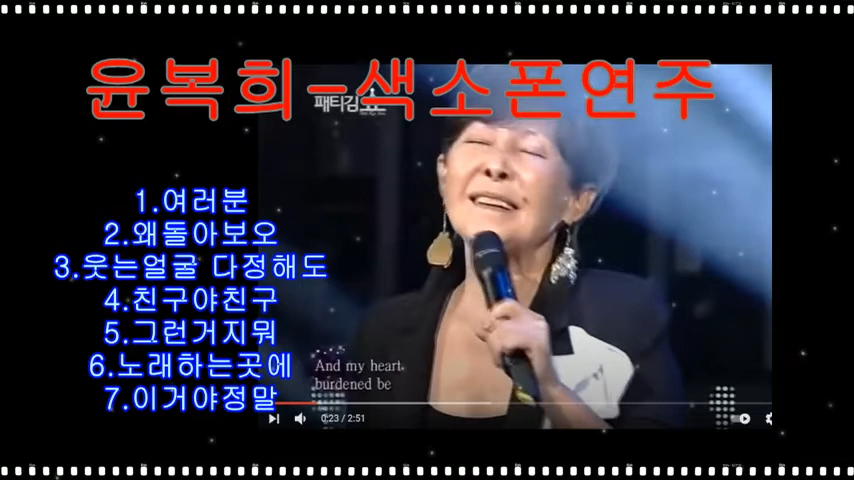 윤복희-색소폰연주
패티김쇼
1.여러분
2.왜돌아보오
3.웃는얼굴 다정해도
4.친구야친구
5.그런거지뭐
6.노래하는곳에
7.이거야정말
And my heart
burdened be
0:23 / 2:51